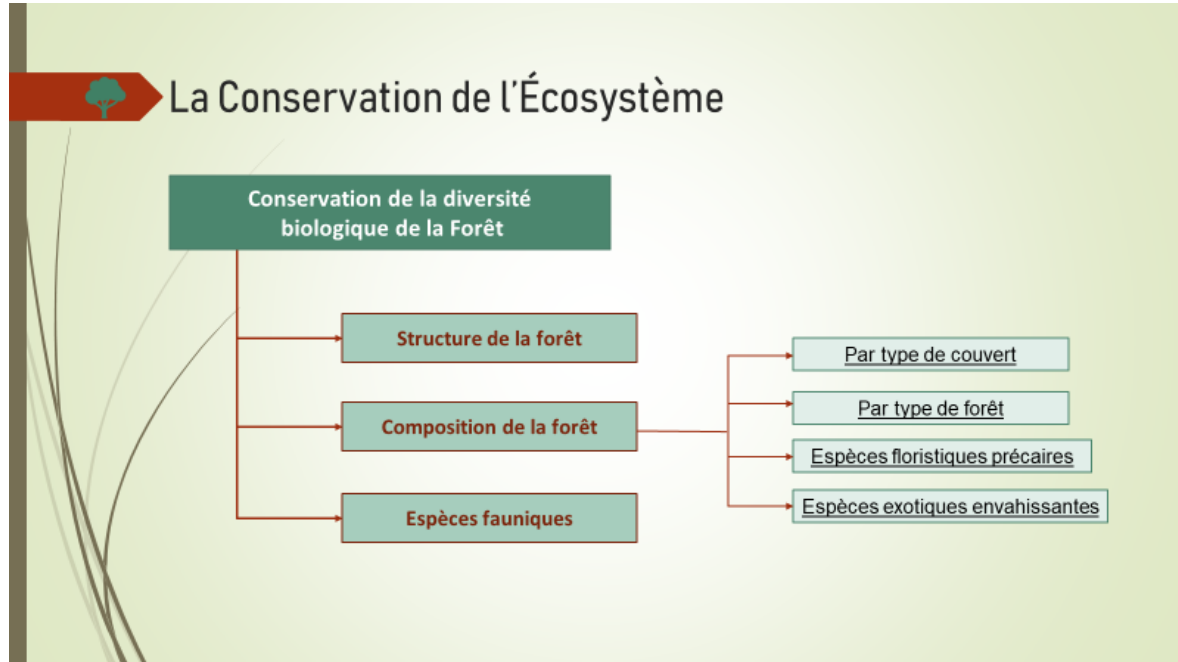 La Conservation de l'Écosystème
Conservation de la diversité
biologique de la Forêt
Structure de la forêt
Composition de la forêt
Espèces fauniques
Par type de couvert
Par type de forêt
Espèces floristiques précaires
Espèces exotiques envahissantes